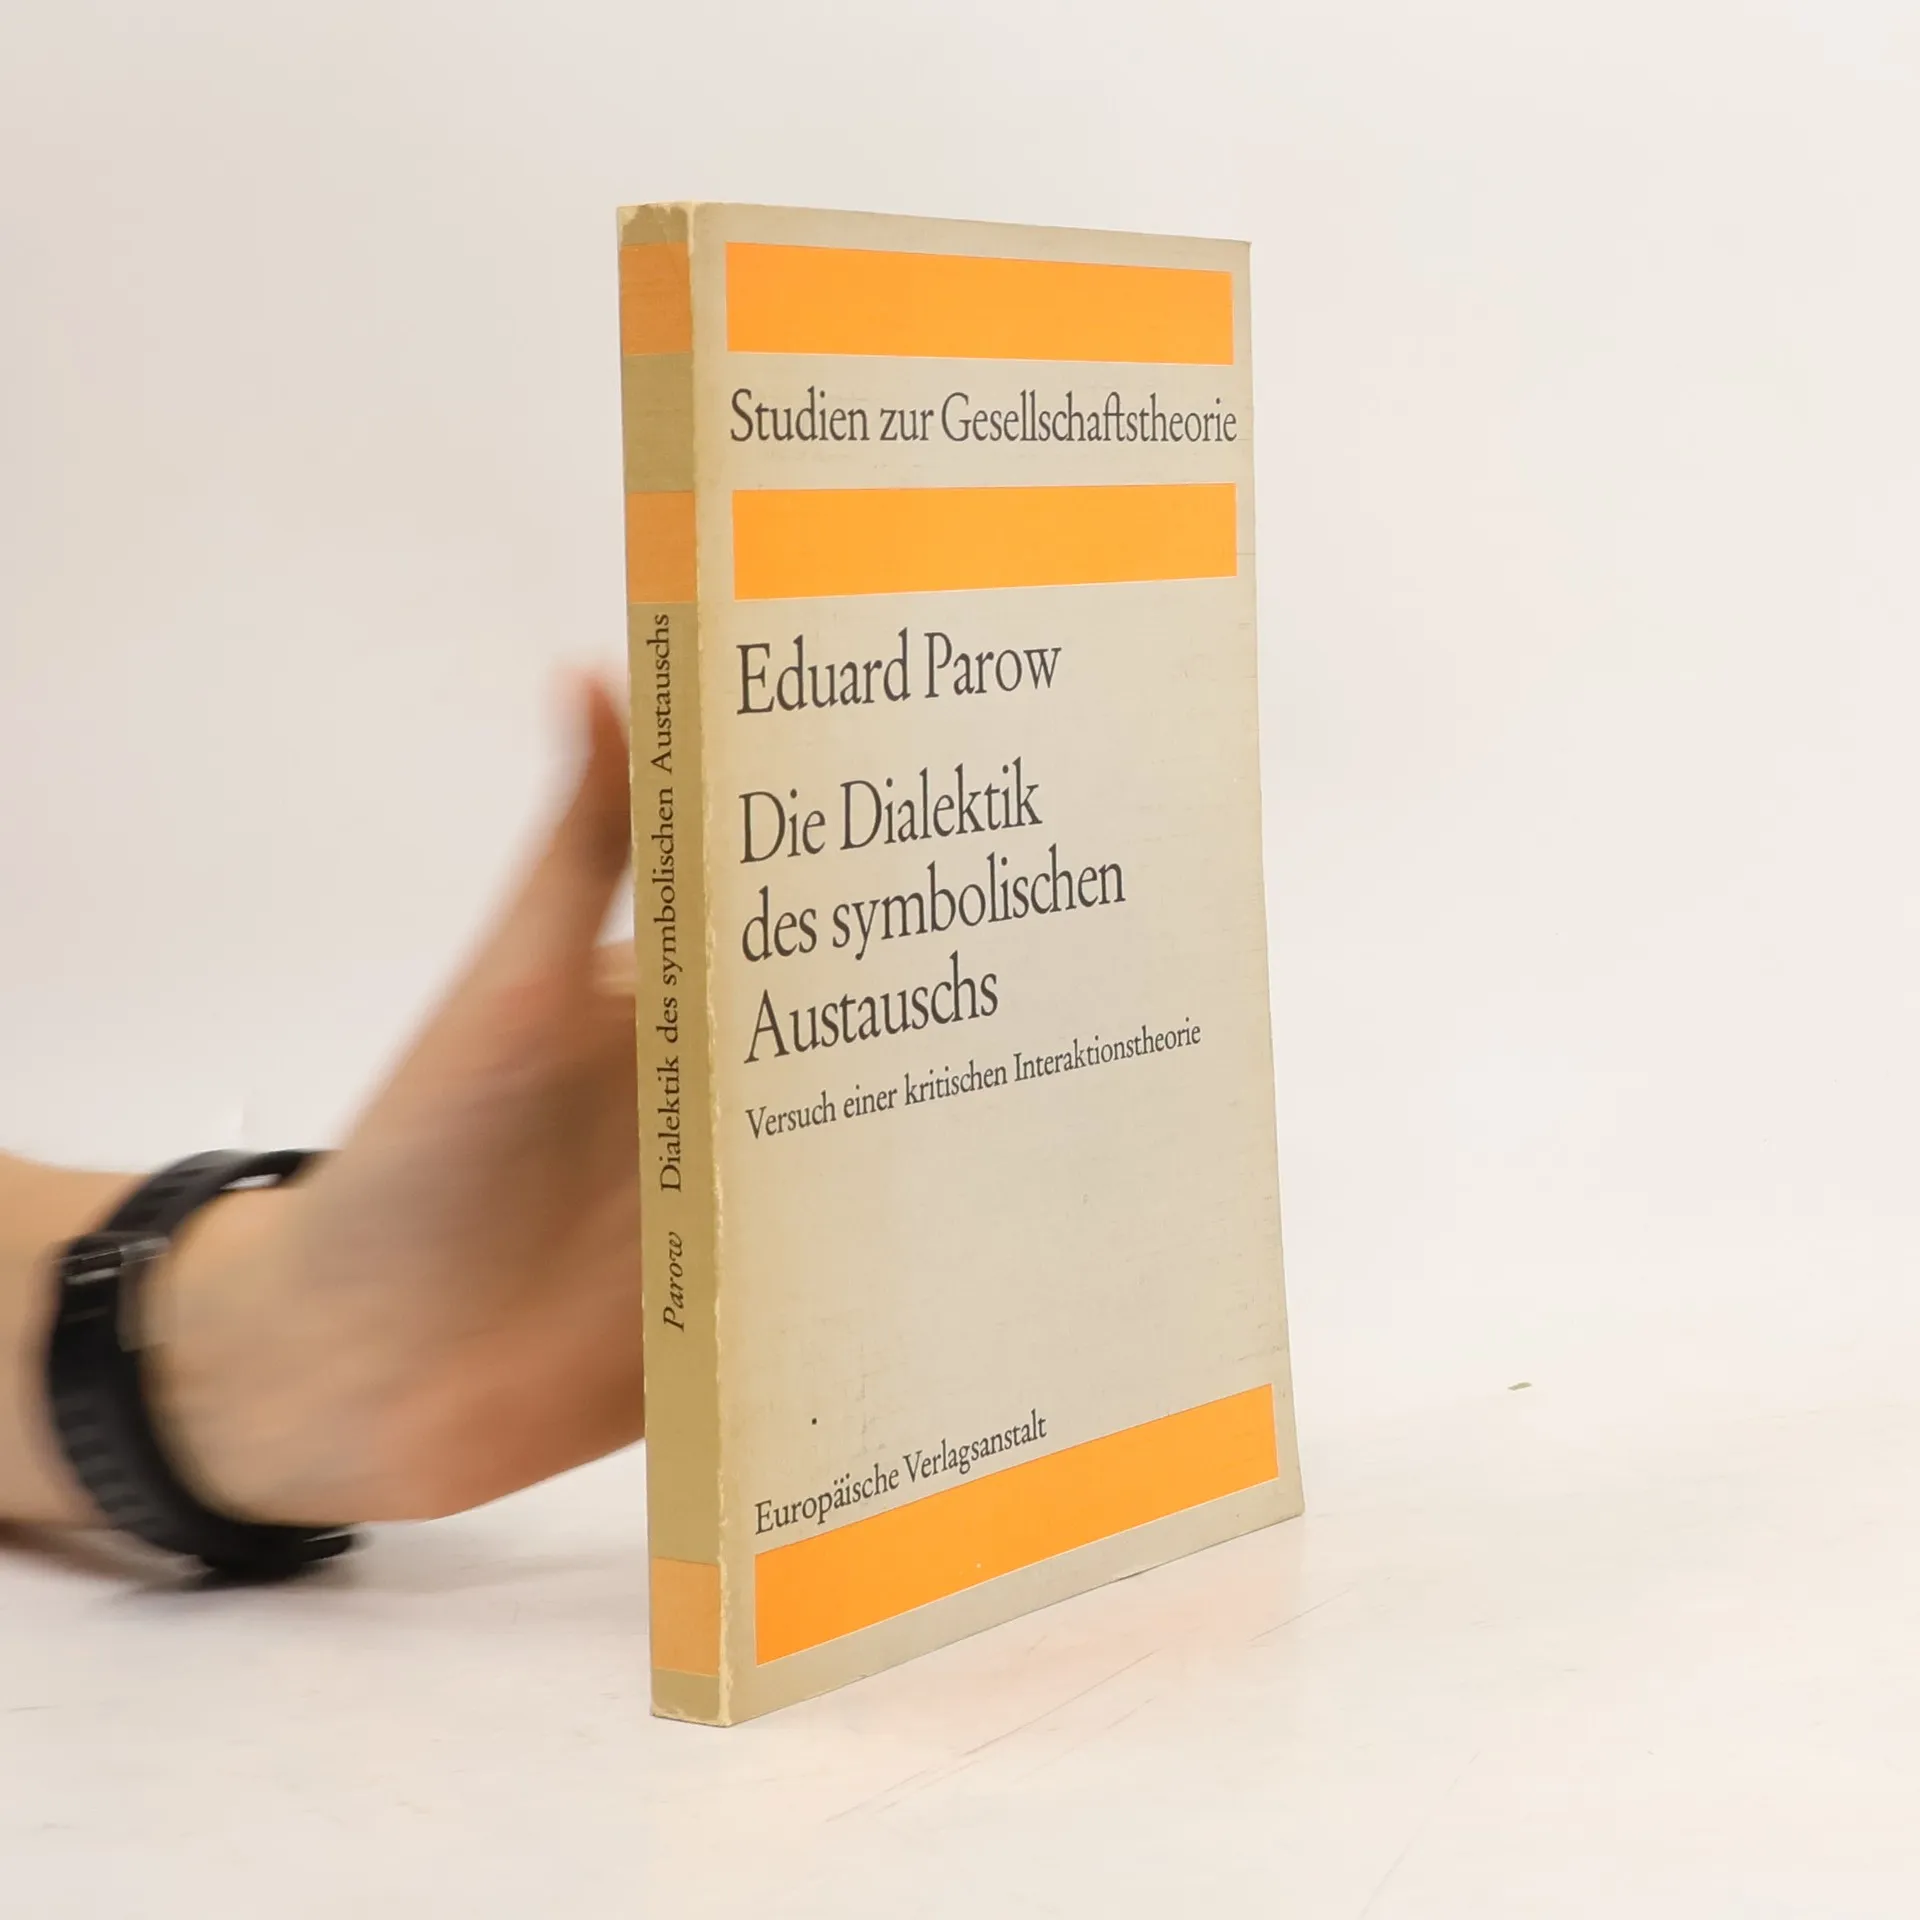 Studien zur Gesellschaftstheorie
Eduard Parow
Die Dialektik
des symbolischen
Austauschs
Versuch einer kritischen Interaktionstheorie
Europäische Verlagsanstalt
Parow Dialektik des symbolischen Austauschs